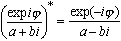 (exp iφ / a + bi)* = exp(−iφ) / a − bi